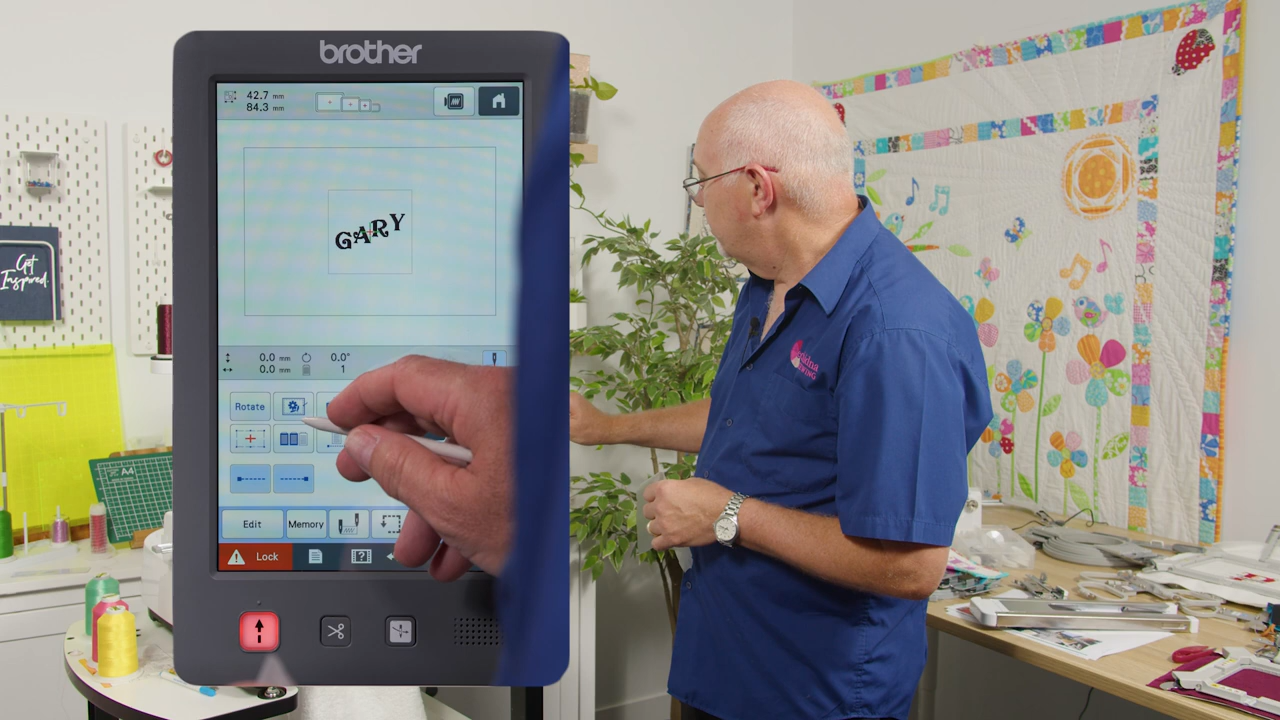 brother
42.7 mm
84.3 mm
GARY
0.0 mm 0.0°
0.0 mm 1
Rotate
Edit Memory
Lock
Get
Inspired.
A4